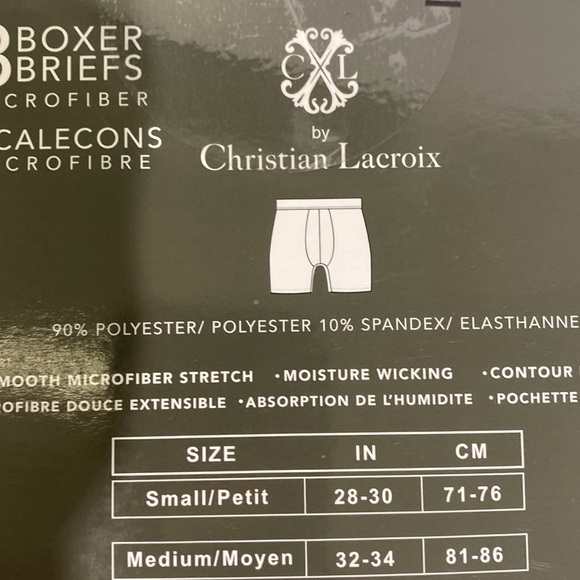 3 BOXER
BRIEFS
CROFIBER
CALECONS
CROFIBRE
CXL
by
Christian Lacroix
90% POLYESTER/ POLYESTER 10% SPANDEX/ ELASTHANNE
MOOTH MICROFIBER STRETCH •MOISTURE WICKING •CONTOUR
OFIBRE DOUCE EXTENSIBLE •ABSORPTION DE L'HUMIDITE •POCHETTE
SIZE IN CM
Small/Petit 28-30 71-76
Medium/Moyen 32-34 81-86